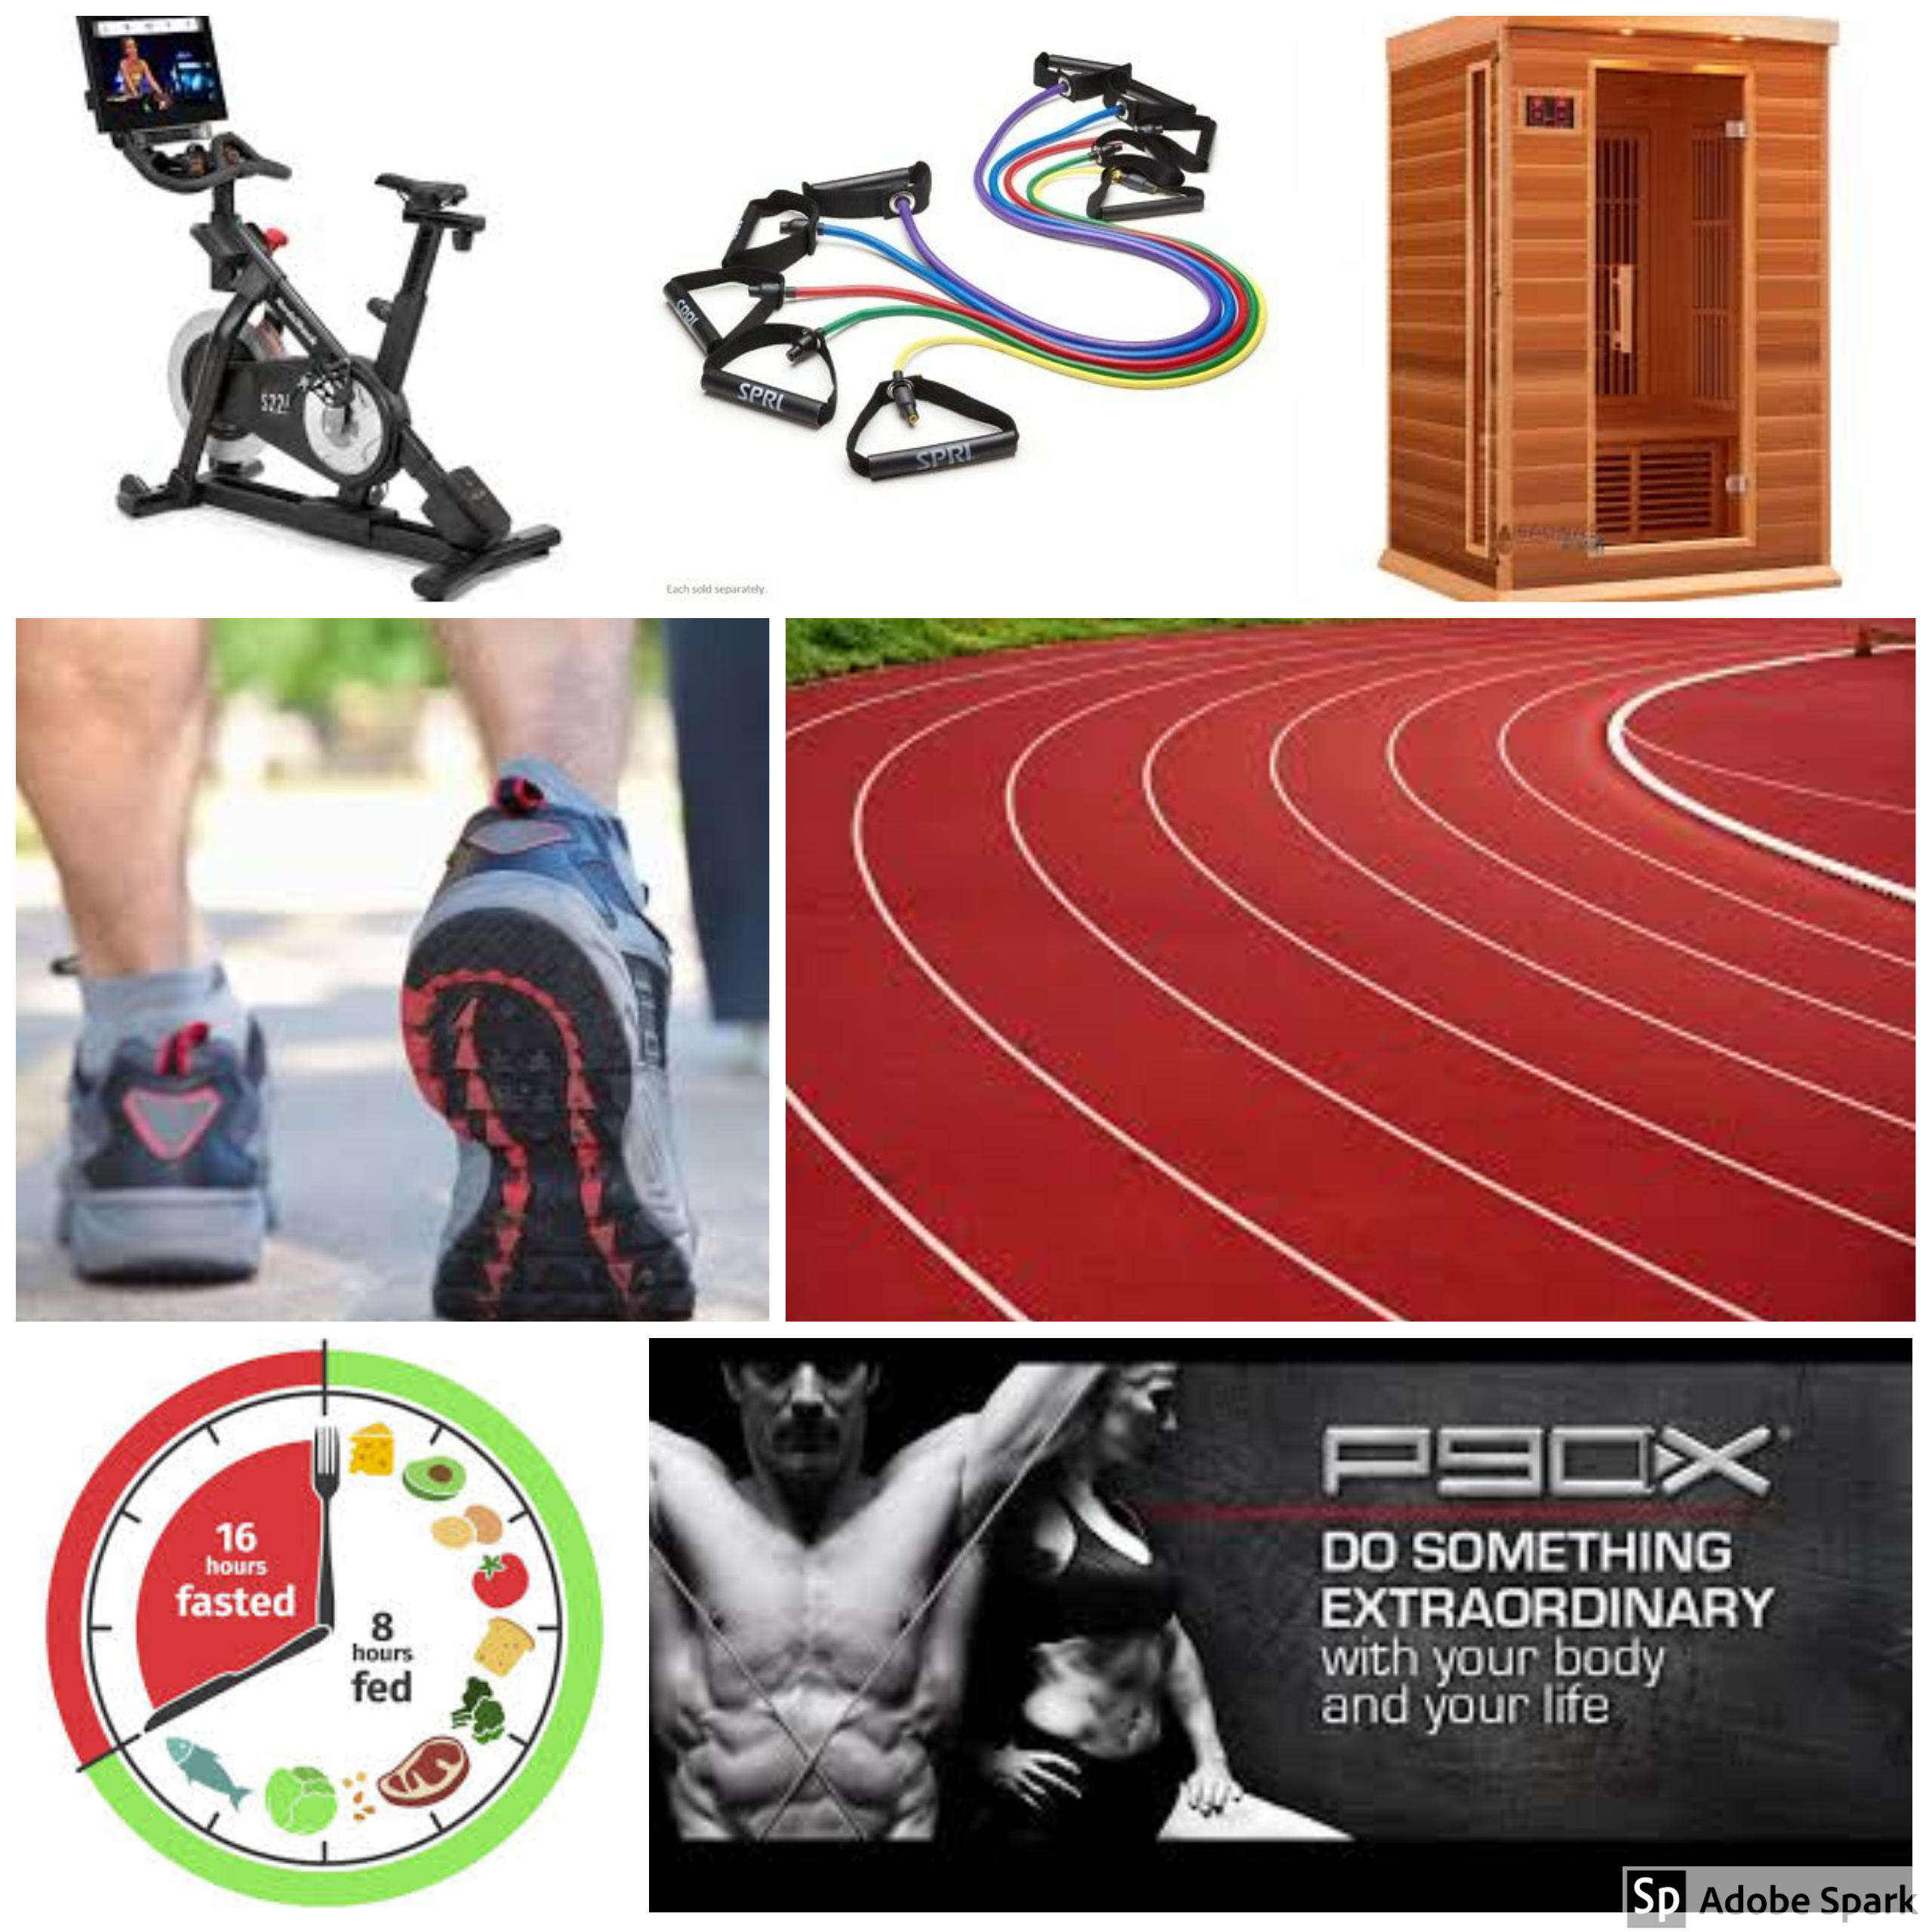 S22i
SPRI
SPRI
Each sold separately.
16
hours
fasted
8
hours
fed
P90X
DO SOMETHING
EXTRAORDINARY
with your body
and your life
Sp Adobe Spark